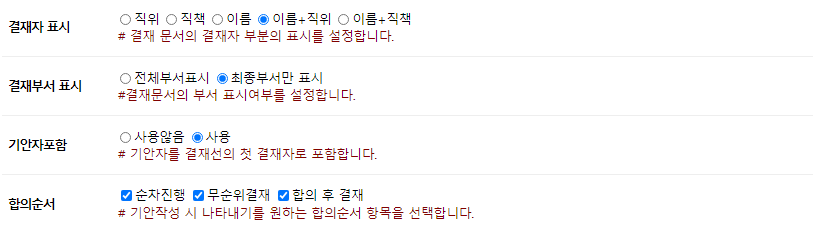 결재자 표시 직위 직책 이름 이름+직위 이름+직책
# 결재 문서의 결재자 부분의 표시를 설정합니다.
결재부서 표시 전체부서표시 최종부서만 표시
#결재문서의 부서 표시여부를 설정합니다.
기안자포함 사용않음 사용
# 기안자를 결재선의 첫 결재자로 포함합니다.
합의순서 순차진행 무순위결재 합의 후 결재
# 기안작성 시 나타내기를 원하는 합의순서 항목을 선택합니다.